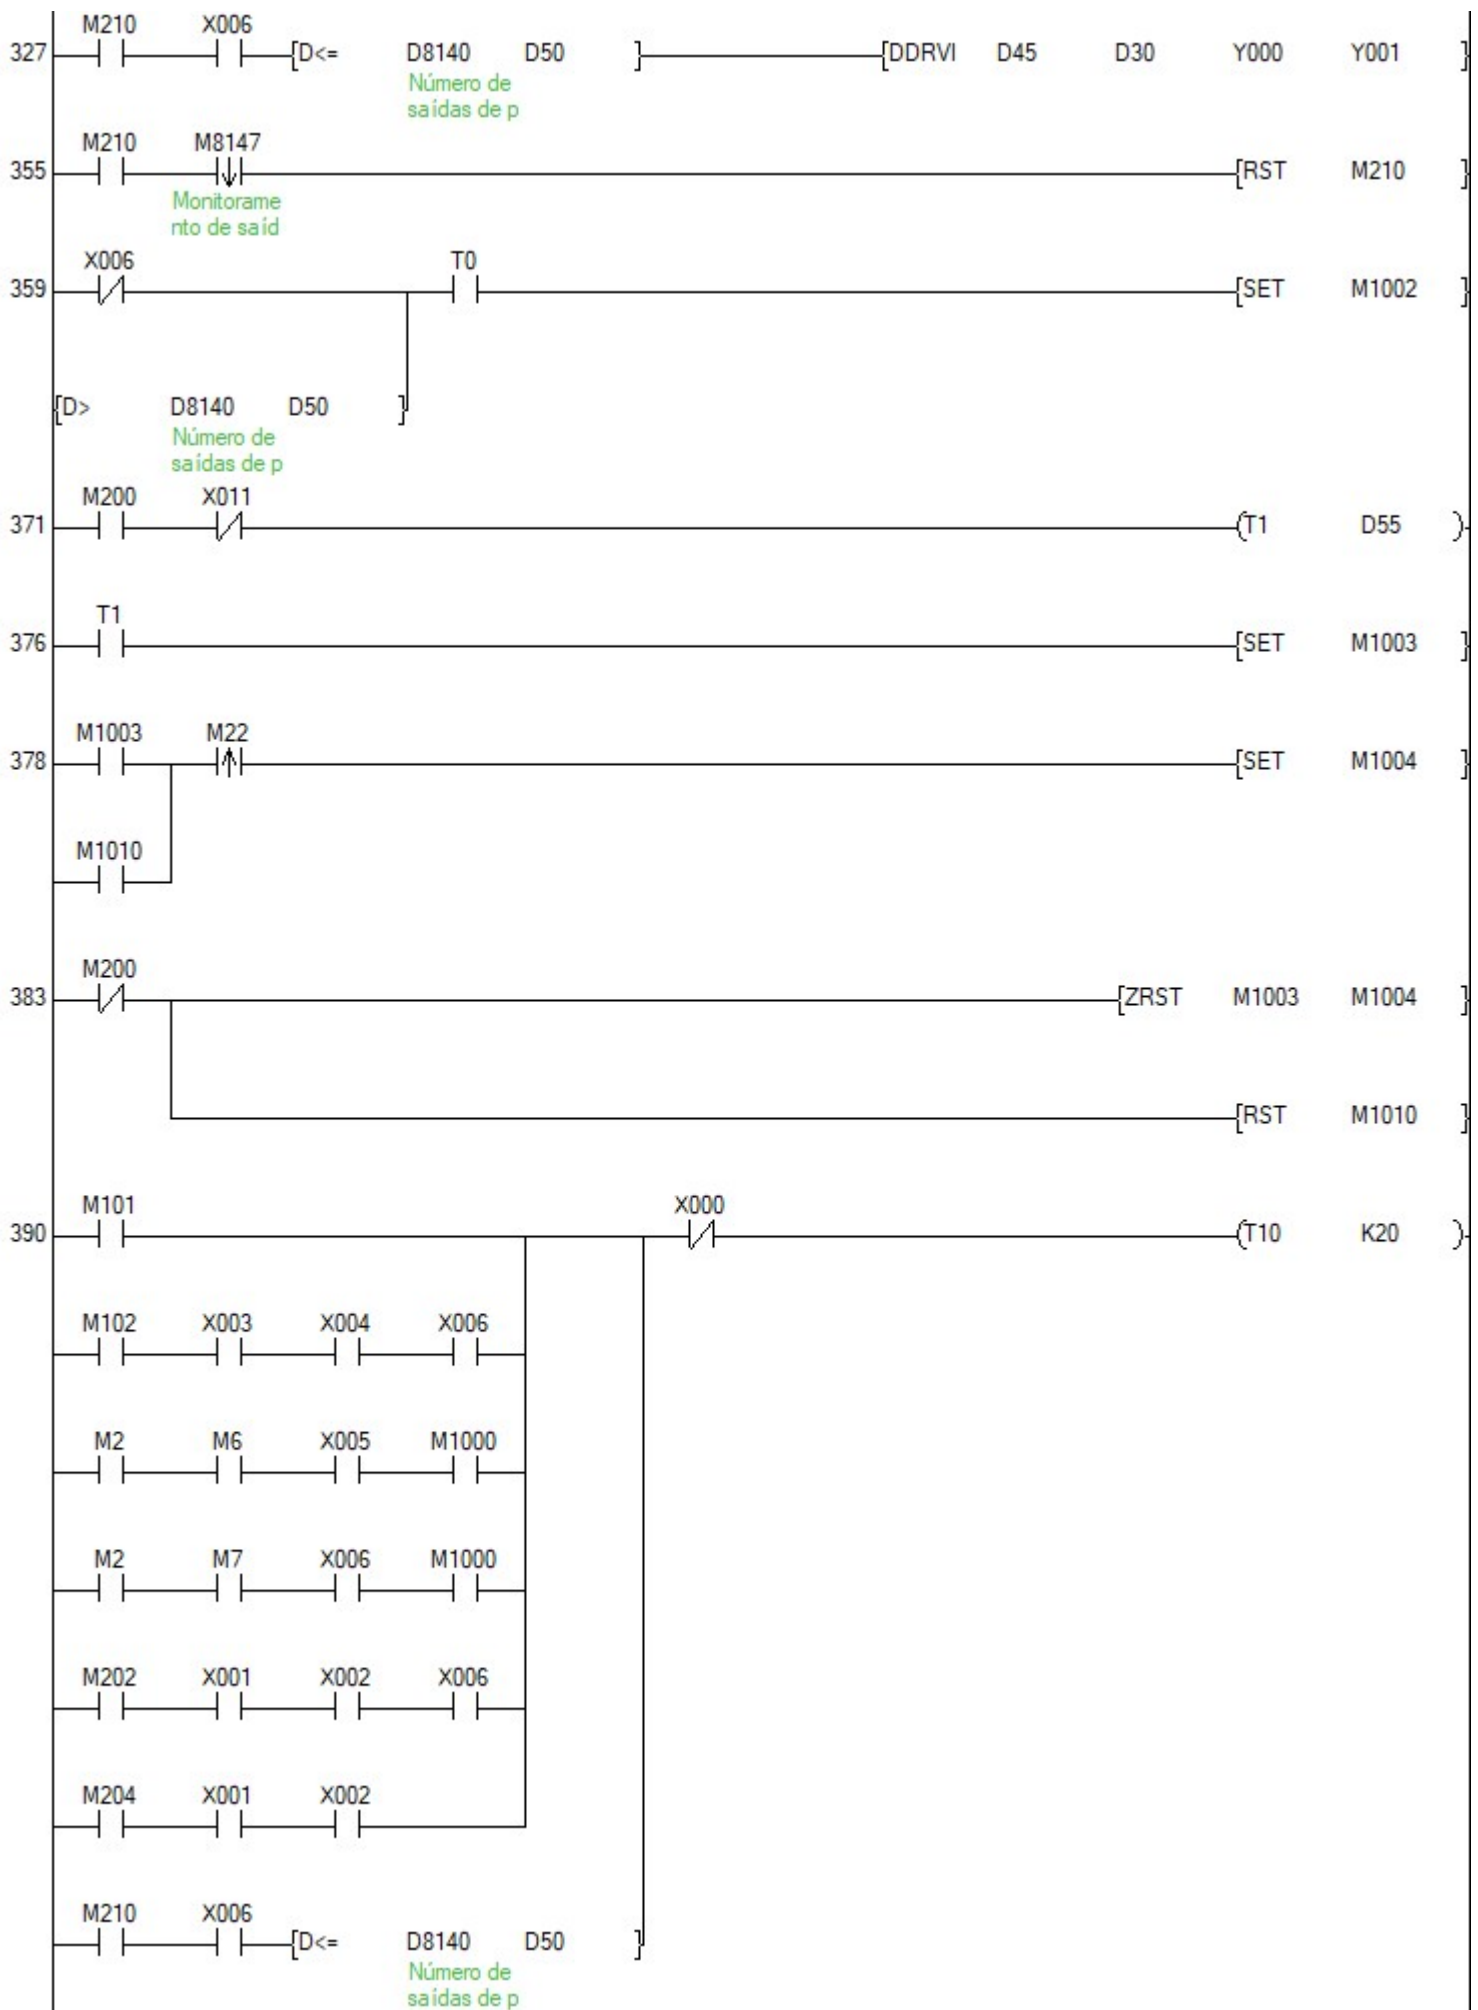 M210 X006
327 [D<= D8140 D50 ] [DDRVI D45 D30 Y000 Y001 ]
Número de
saídas de p
M210 M8147
355 [RST M210 ]
Monitorame
nto de saíd
X006 T0
359 [SET M1002 ]
[D> D8140 D50 ]
Número de
saídas de p
M200 X011
371 (T1 D55 )
T1
376 [SET M1003 ]
M1003 M22
378 [SET M1004 ]
M1010
M200
383 [ZRST M1003 M1004 ]
[RST M1010 ]
M101 X000
390 (T10 K20 )
M102 X003 X004 X006
M2 M6 X005 M1000
M2 M7 X006 M1000
M202 X001 X002 X006
M204 X001 X002
M210 X006
[D<= D8140 D50 ]
Número de
saídas de p